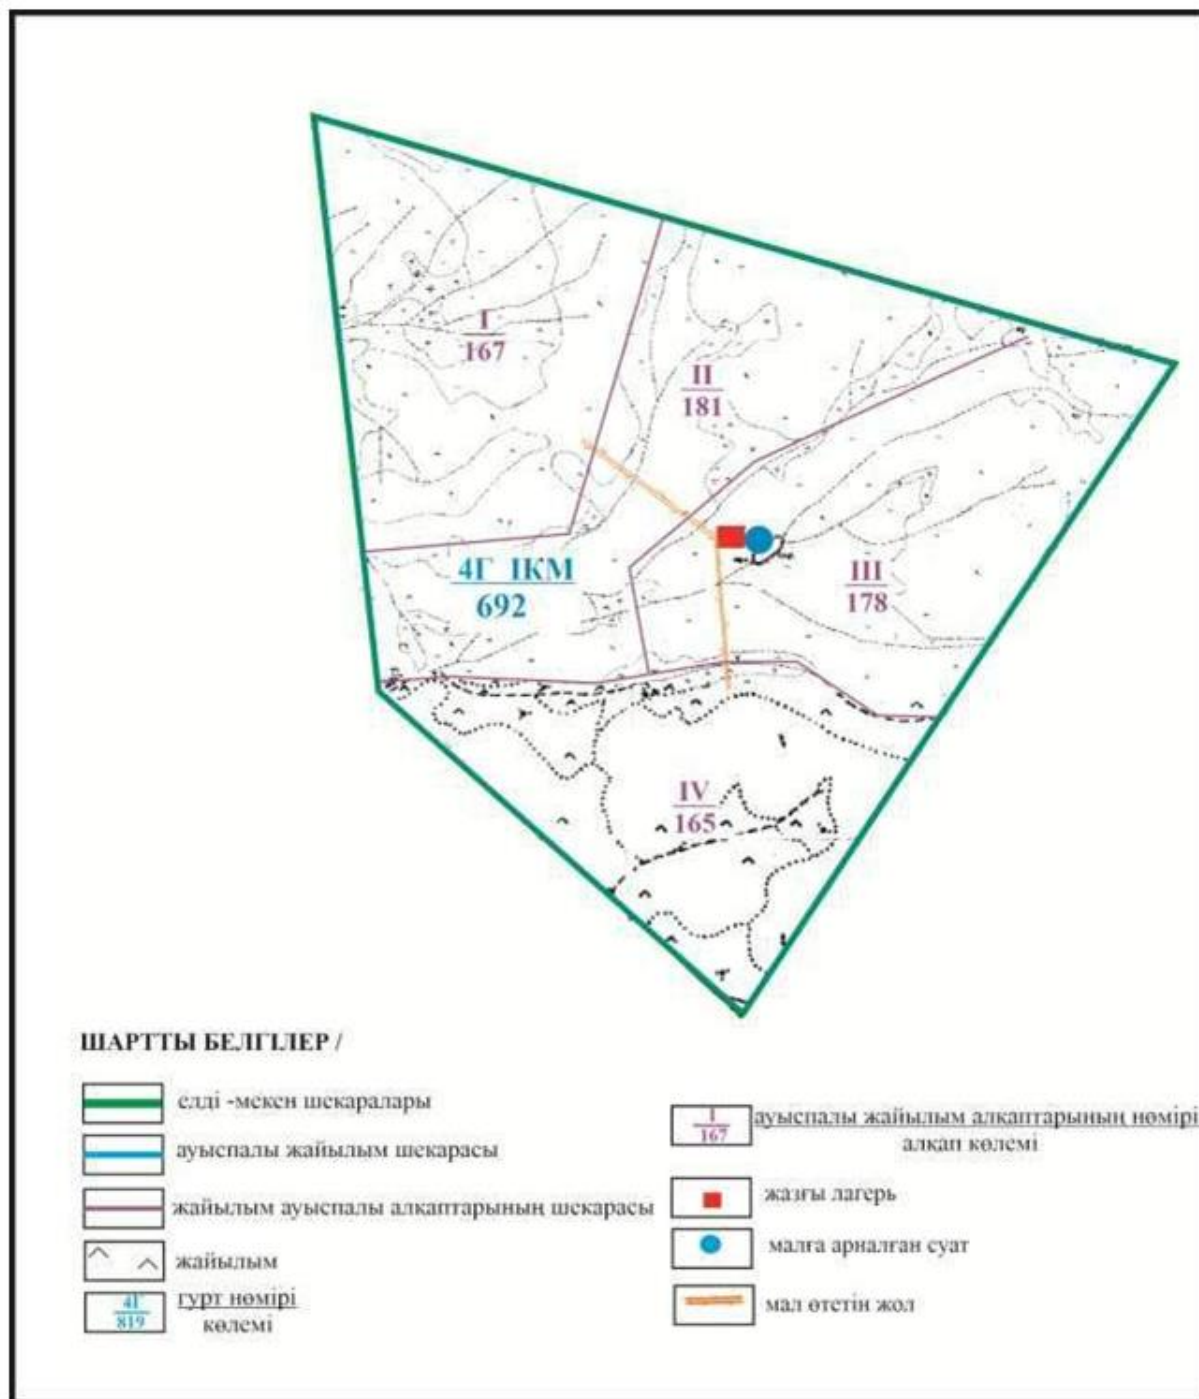 I
167
II
181
4Г ІКМ
692
III
178
IV
165
ШАРТТЫ БЕЛГІЛЕР /
елді -мекен шекаралары
ауыспалы жайылым шекарасы
жайылым ауыспалы алқаптарының шекарасы
жайылым
4Г
819
гурт нөмірі
көлемі
I
167
ауыспалы жайылым алқаптарының нөмірі
алқап көлемі
жазғы лагерь
малға арналған суат
мал өтетін жол